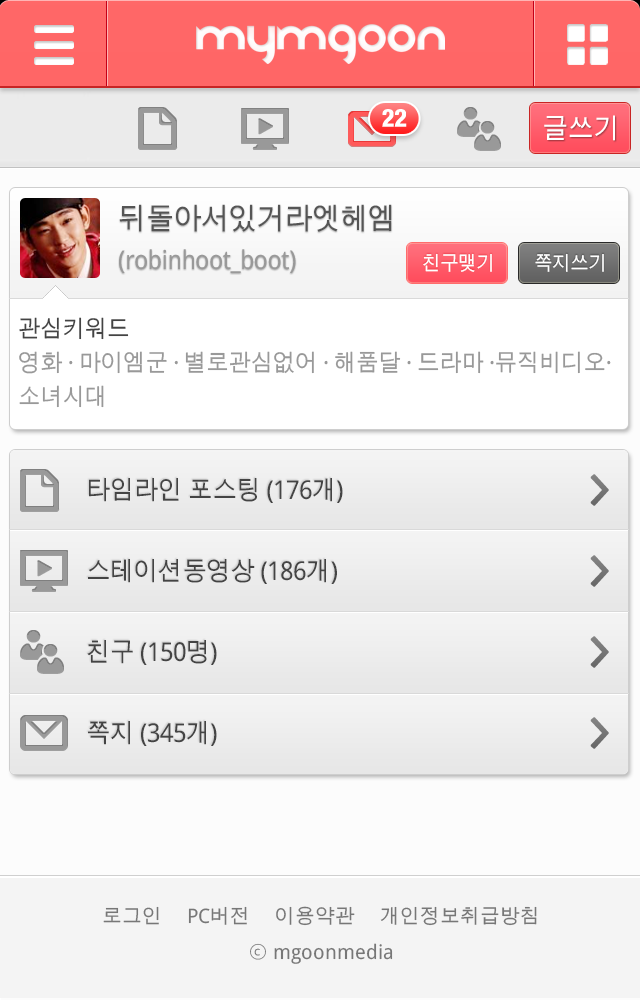 mymgoon
22
글쓰기
뒤돌아서있거라엣헤엠
(robinhoot_boot)
친구맺기
쪽지쓰기
관심키워드
영화 · 마이엠군 · 별로관심없어 · 해품달 · 드라마 ·뮤직비디오·
소녀시대
타임라인 포스팅 (176개)
스테이션동영상 (186개)
친구 (150명)
쪽지 (345개)
로그인 PC버전 이용약관 개인정보취급방침
ⓒ mgoonmedia